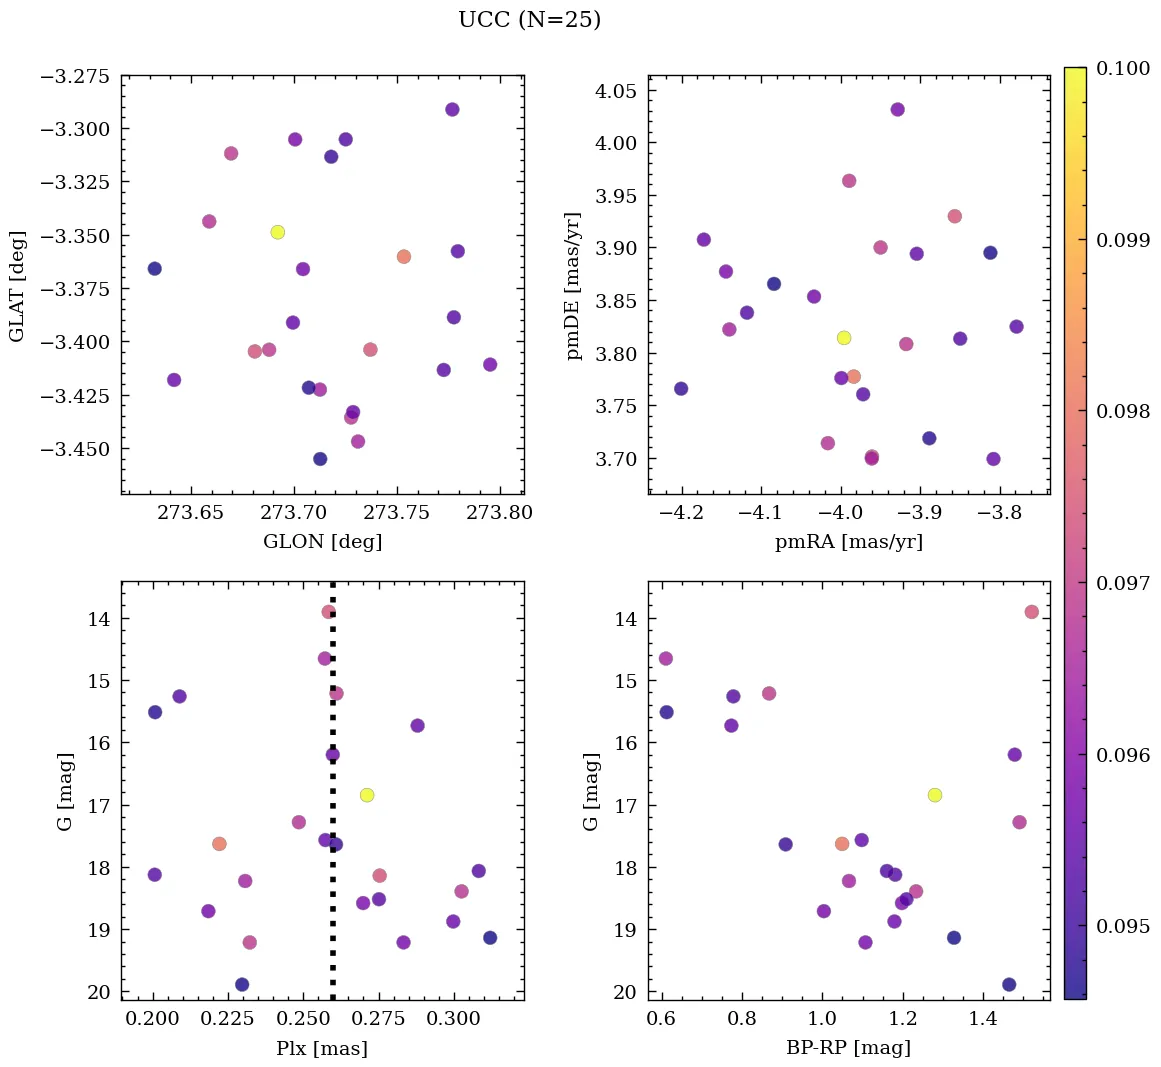 UCC (N=25)
−3.275
−3.300
−3.325
−3.350
−3.375
−3.400
−3.425
−3.450
GLAT [deg]
273.65 273.70 273.75 273.80
GLON [deg]
4.05
4.00
3.95
3.90
3.85
3.80
3.75
3.70
pmDE [mas/yr]
−4.2 −4.1 −4.0 −3.9 −3.8
pmRA [mas/yr]
14
15
16
17
18
19
20
G [mag]
0.200 0.225 0.250 0.275 0.300
Plx [mas]
14
15
16
17
18
19
20
G [mag]
0.6 0.8 1.0 1.2 1.4
BP-RP [mag]
0.100
0.099
0.098
0.097
0.096
0.095